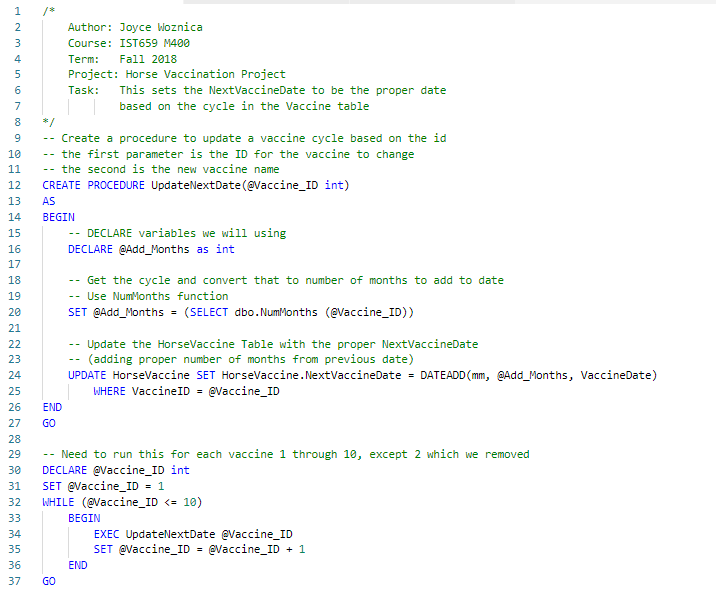 1 /*
2 Author: Joyce Woznica
3 Course: IST659 M400
4 Term: Fall 2018
5 Project: Horse Vaccination Project
6 Task: This sets the NextVaccineDate to be the proper date
7 based on the cycle in the Vaccine table
8 */
9 -- Create a procedure to update a vaccine cycle based on the id
10 -- the first parameter is the ID for the vaccine to change
11 -- the second is the new vaccine name
12 CREATE PROCEDURE UpdateNextDate(@Vaccine_ID int)
13 AS
14 BEGIN
15 -- DECLARE variables we will using
16 DECLARE @Add_Months as int
17
18 -- Get the cycle and convert that to number of months to add to date
19 -- Use NumMonths function
20 SET @Add_Months = (SELECT dbo.NumMonths (@Vaccine_ID))
21
22 -- Update the HorseVaccine Table with the proper NextVaccineDate
23 -- (adding proper number of months from previous date)
24 UPDATE HorseVaccine SET HorseVaccine.NextVaccineDate = DATEADD(mm, @Add_Months, VaccineDate)
25 WHERE VaccineID = @Vaccine_ID
26 END
27 GO
28
29 -- Need to run this for each vaccine 1 through 10, except 2 which we removed
30 DECLARE @Vaccine_ID int
31 SET @Vaccine_ID = 1
32 WHILE (@Vaccine_ID <= 10)
33 BEGIN
34 EXEC UpdateNextDate @Vaccine_ID
35 SET @Vaccine_ID = @Vaccine_ID + 1
36 END
37 GO